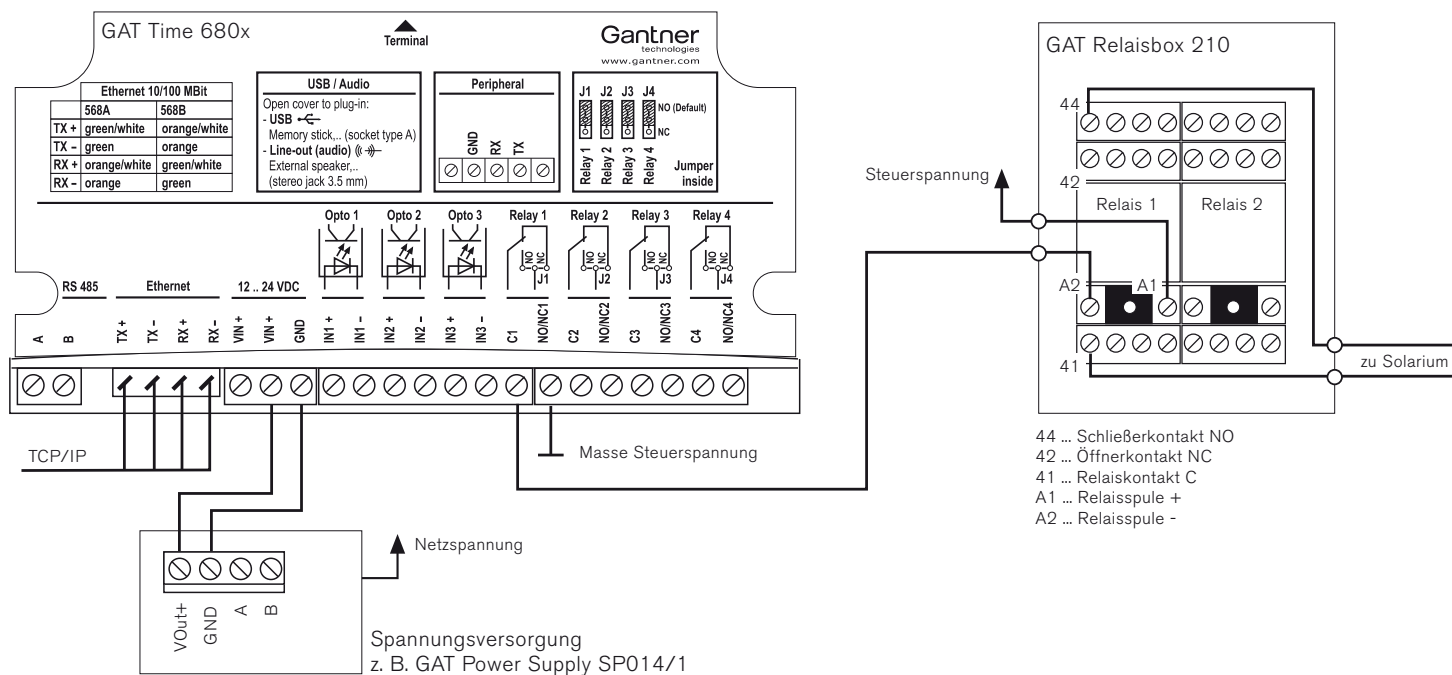 GAT Time 680x
Terminal
Gantner
technologies
www.gantner.com
Ethernet 10/100 MBit
568A 568B
TX + green/white orange/white
TX – green orange
RX + orange/white green/white
RX – orange green
USB / Audio
Open cover to plug-in:
- USB
Memory stick,.. (socket type A)
- Line-out (audio)
External speaker,..
(stereo jack 3.5 mm)
Peripheral
GND RX TX
J1 J2 J3 J4
NO (Default)
NC
Relay 1 Relay 2 Relay 3 Relay 4
Jumper
inside
Opto 1 Opto 2 Opto 3 Relay 1 Relay 2 Relay 3 Relay 4
NO NC NO NC NO NC NO NC
J1 J2 J3 J4
RS 485 Ethernet 12 .. 24 VDC
A B TX + TX – RX + RX – VIN + VIN + GND IN1 + IN1 – IN2 + IN2 – IN3 + IN3 – C1 NO/NC1 C2 NO/NC2 C3 NO/NC3 C4 NO/NC4
TCP/IP
Masse Steuerspannung
Netzspannung
VOut+ GND A B
Spannungsversorgung
z. B. GAT Power Supply SP014/1
Steuerspannung
GAT Relaisbox 210
44
42
Relais 1 Relais 2
A2 A1
41
zu Solarium
44 ... Schließerkontakt NO
42 ... Öffnerkontakt NC
41 ... Relaiskontakt C
A1 ... Relaisspule +
A2 ... Relaisspule -